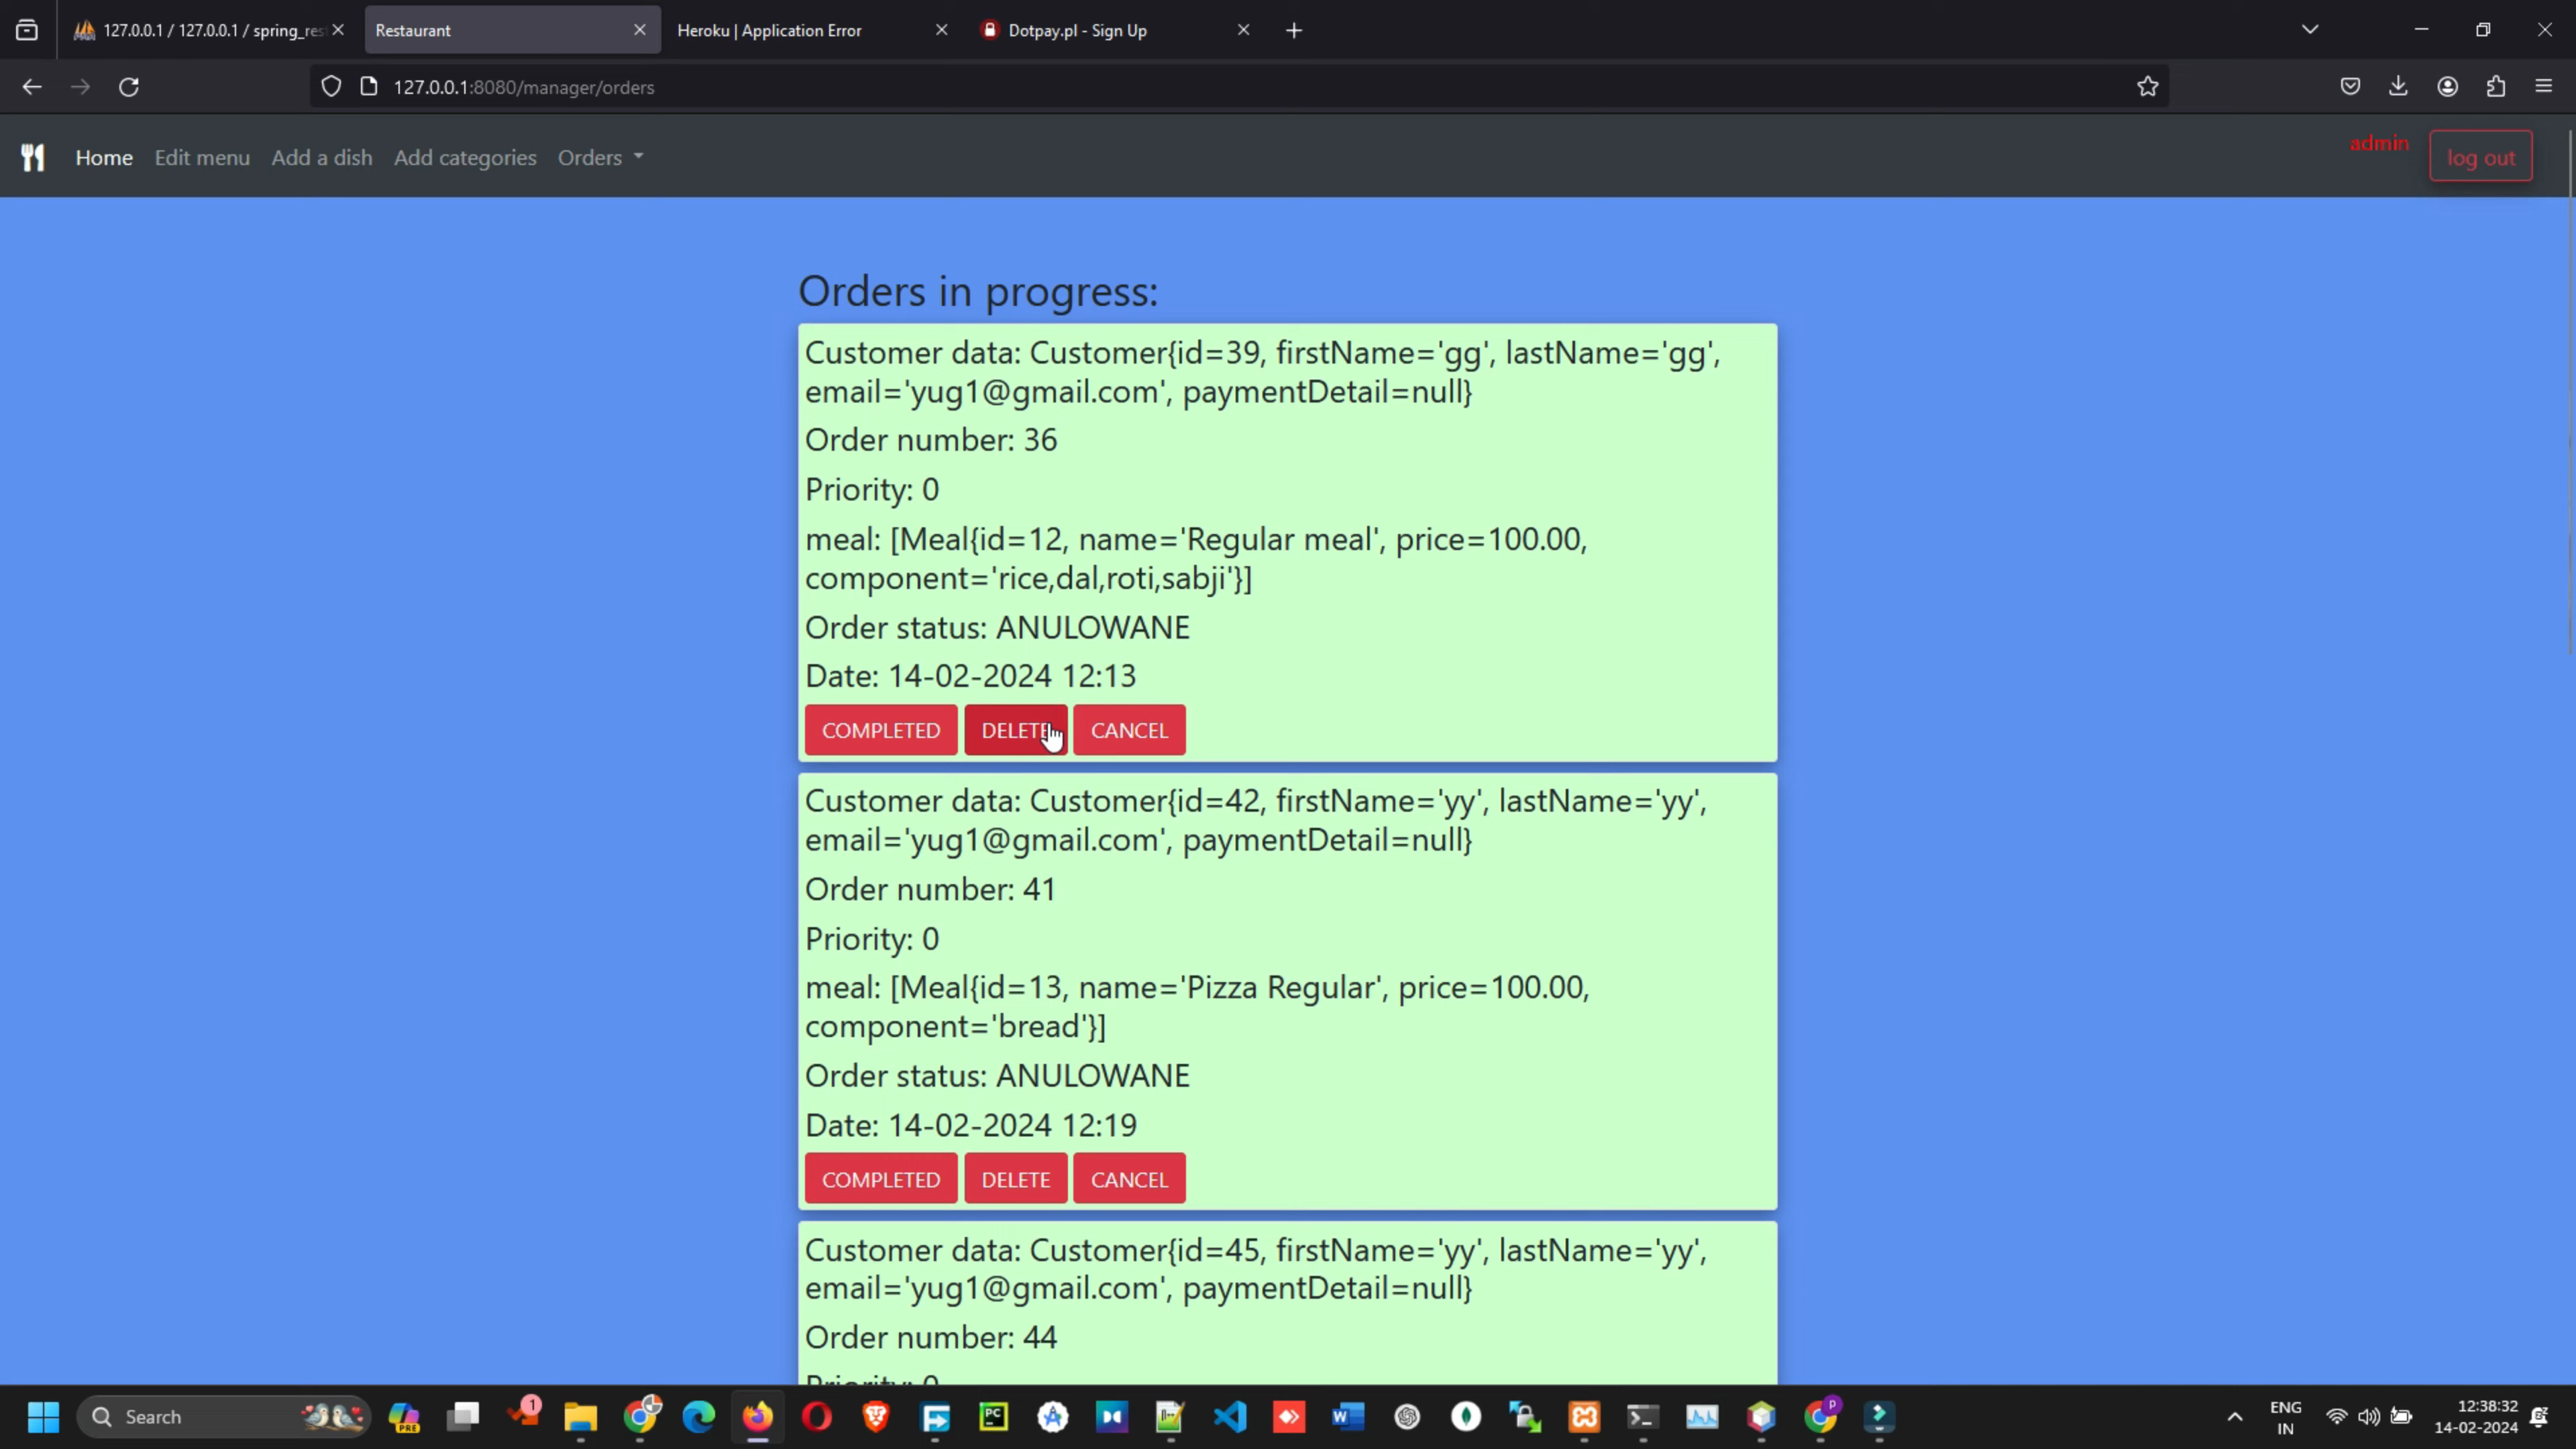 127.0.0.1 / 127.0.0.1 / spring_res
Restaurant
Heroku | Application Error
Dotpay.pl - Sign Up
127.0.0.1:8080/manager/orders
Home
Edit menu
Add a dish
Add categories
Orders
admin
log out
Orders in progress:
Customer data: Customer{id=39, firstName='gg', lastName='gg',
email='yug1@gmail.com', paymentDetail=null}
Order number: 36
Priority: 0
meal: [Meal{id=12, name='Regular meal', price=100.00,
component='rice,dal,roti,sabji'}]
Order status: ANULOWANE
Date: 14-02-2024 12:13
COMPLETED
DELETE
CANCEL
Customer data: Customer{id=42, firstName='yy', lastName='yy',
email='yug1@gmail.com', paymentDetail=null}
Order number: 41
Priority: 0
meal: [Meal{id=13, name='Pizza Regular', price=100.00,
component='bread'}]
Order status: ANULOWANE
Date: 14-02-2024 12:19
COMPLETED
DELETE
CANCEL
Customer data: Customer{id=45, firstName='yy', lastName='yy',
email='yug1@gmail.com', paymentDetail=null}
Order number: 44
Priority: 0
Search
PRE
1
PC
P
ENG
IN
12:38:32
14-02-2024